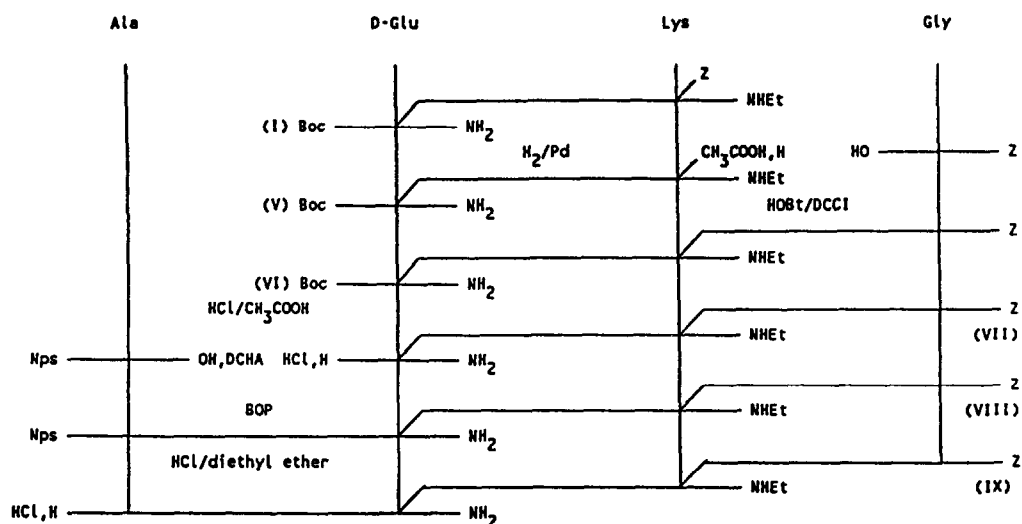 Ala D-Glu Lys Gly
Z
NHEt
(I) Boc NH2
H2/Pd CH3COOH,H HO Z
NHEt
(V) Boc NH2 HOBt/DCCI
Z
NHEt
(VI) Boc NH2
HCl/CH3COOH
Z
NHEt (VII)
Nps OH,DCHA HCl,H NH2
BOP Z
NHEt (VIII)
Nps NH2
HCl/diethyl ether Z
NHEt (IX)
HCl,H NH2